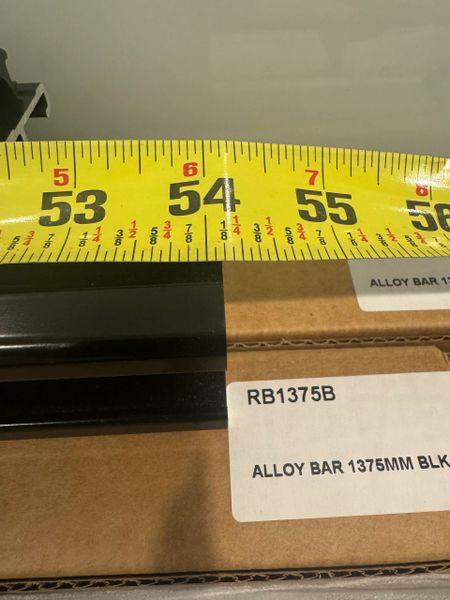 5 6 7 8
53 54 55 56
ALLOY BAR 13
RB1375B
ALLOY BAR 1375MM BLK